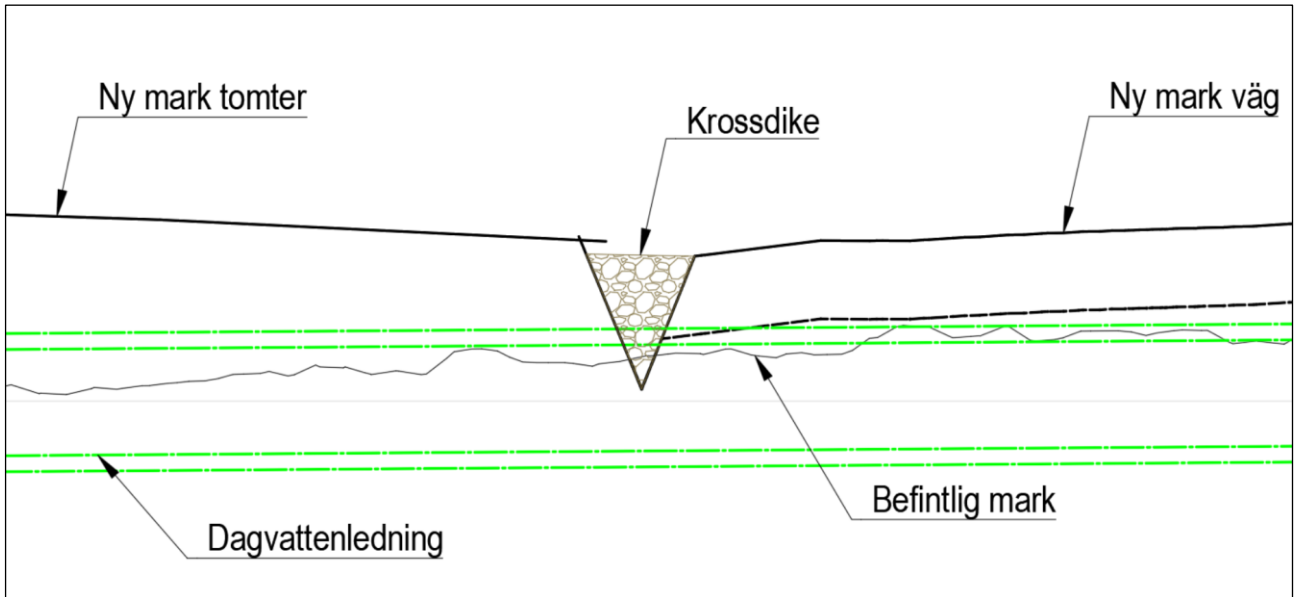 Ny mark tomter
Krossdike
Ny mark väg
Befintlig mark
Dagvattenledning